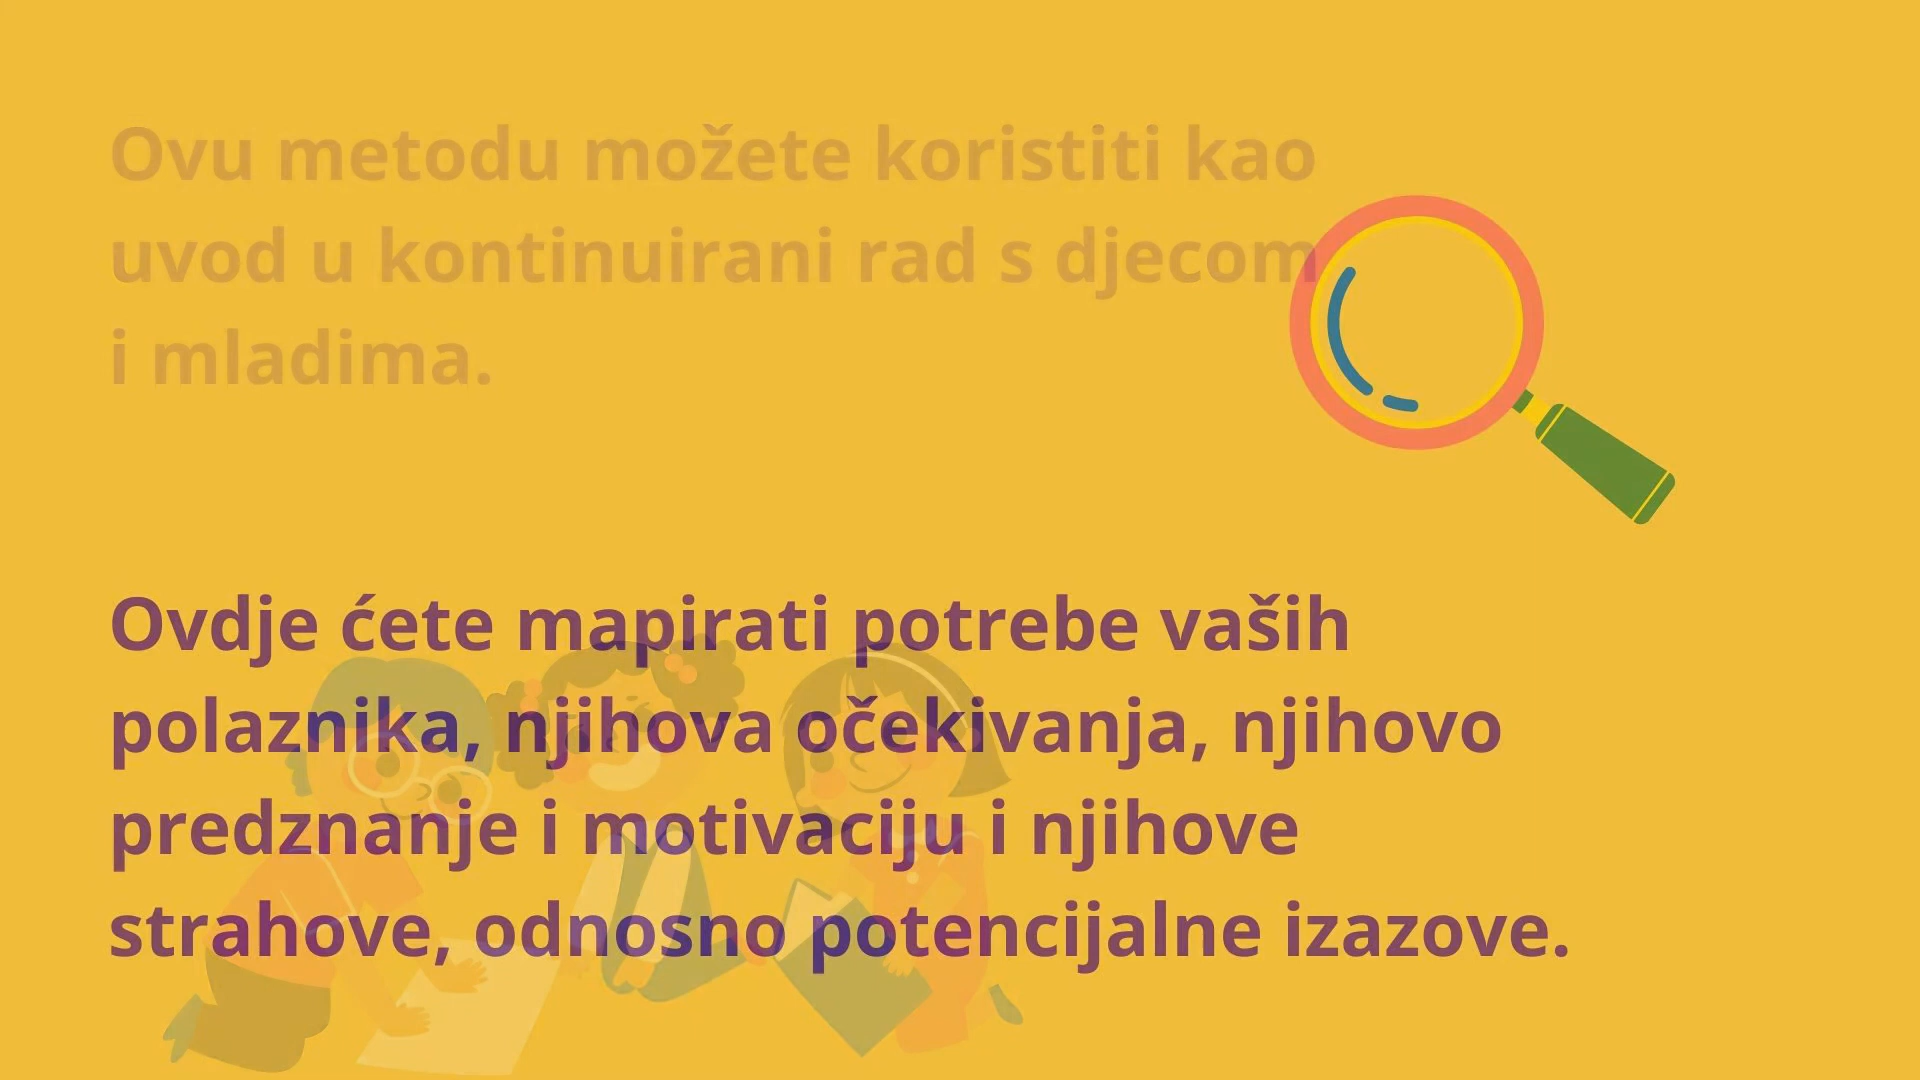 Ovu metodu možete koristiti kao
uvod u kontinuirani rad s djecom
i mladima.
Ovdje ćete mapirati potrebe vaših
polaznika, njihova očekivanja, njihovo
predznanje i motivaciju i njihove
strahove, odnosno potencijalne izazove.